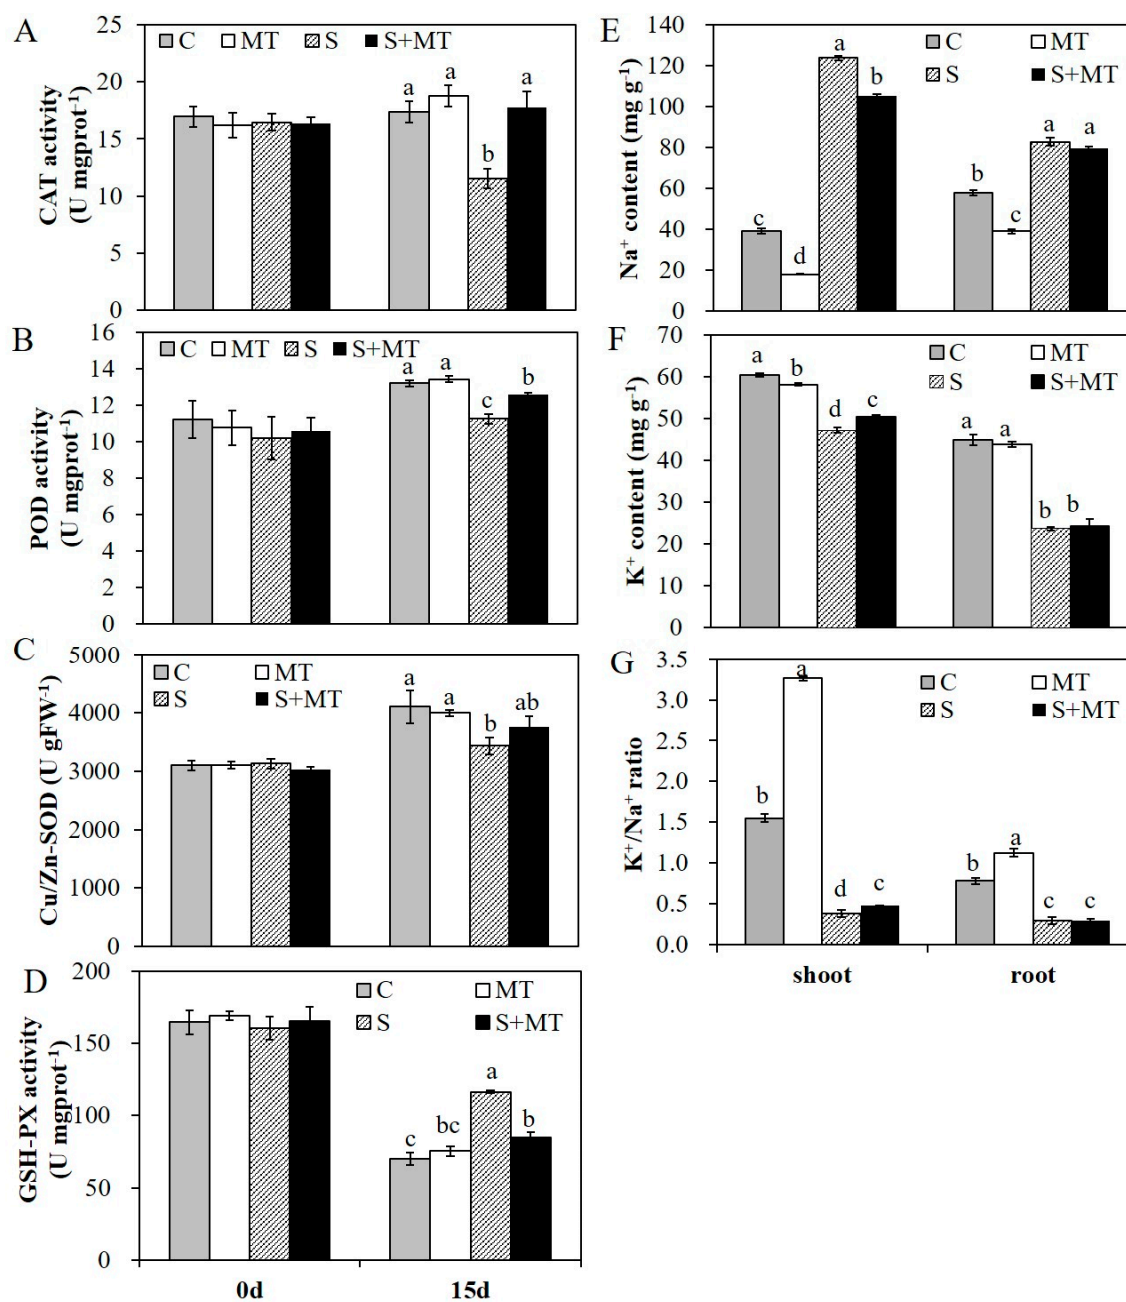 A
CAT activity
(U mgprot⁻¹)
25
20
15
10
5
0
C MT S S+MT
a a b a
B
POD activity
(U mgprot⁻¹)
16
14
12
10
8
6
4
2
0
C MT S S+MT
a a c b
C
Cu/Zn-SOD (U gFW⁻¹)
5000
4000
3000
2000
1000
0
C MT
S S+MT
a a b ab
D
GSH-PX activity
(U mgprot⁻¹)
200
150
100
50
0
C MT
S S+MT
c bc a b
0d 15d
E
Na⁺ content (mg g⁻¹)
140
120
100
80
60
40
20
0
C MT
S S+MT
c d a b b c a a
F
K⁺ content (mg g⁻¹)
70
60
50
40
30
20
10
0
C MT
S S+MT
a b d c a a b b
G
K⁺/Na⁺ ratio
3.5
3.0
2.5
2.0
1.5
1.0
0.5
0.0
C MT
S S+MT
b a d c b a c c
shoot root